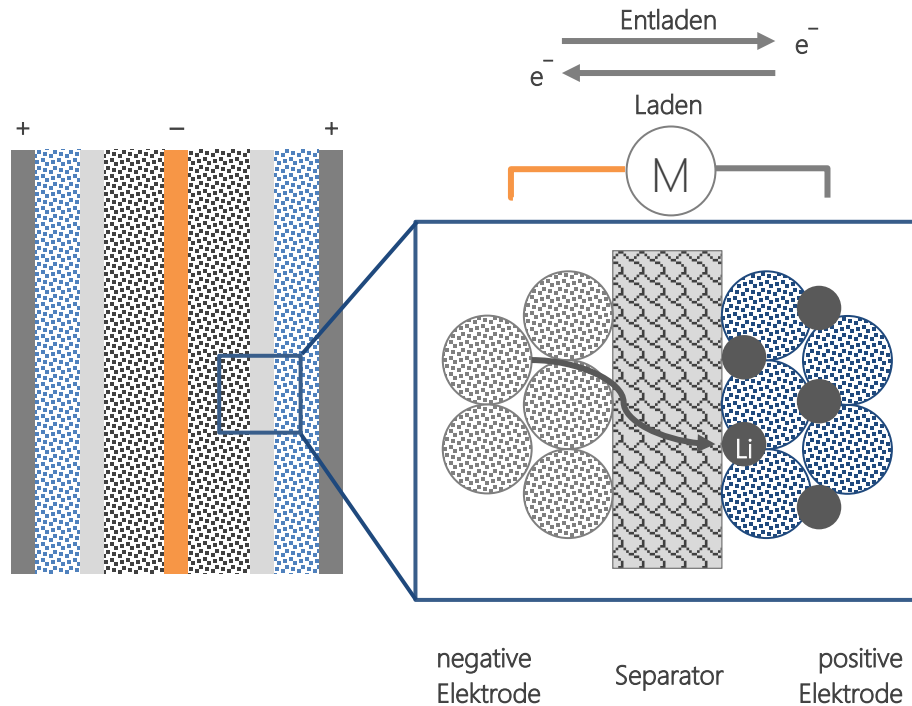 Entladen
e⁻
e⁻
Laden
+ − +
M
Li
negative
Elektrode
Separator
positive
Elektrode